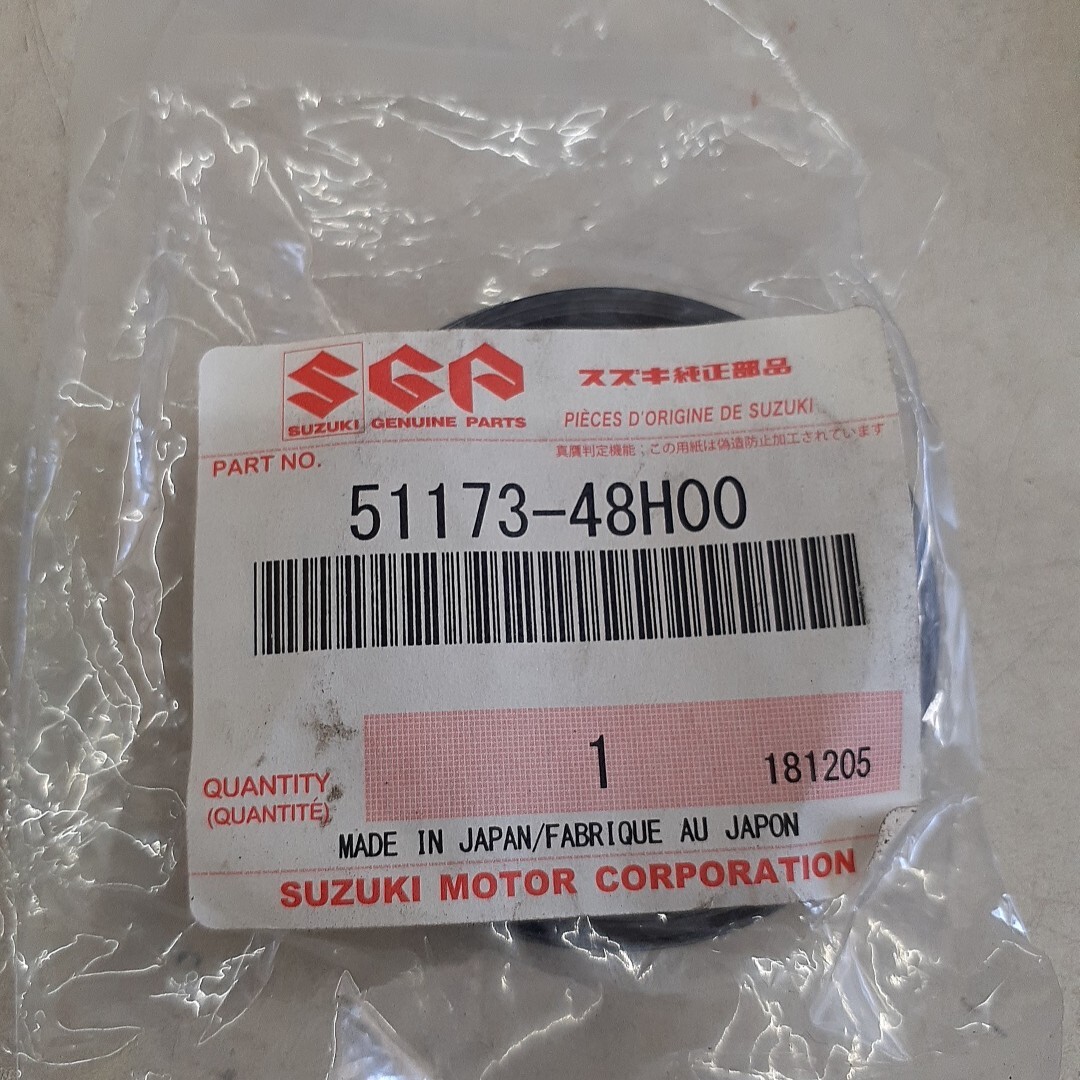 SGP
スズキ純正部品
SUZUKI GENUINE PARTS
PIÈCES D'ORIGINE DE SUZUKI
真贋判定機能：この用紙は偽造防止加工されています
PART NO.
51173-48H00
1
181205
QUANTITY
(QUANTITÉ)
MADE IN JAPAN/FABRIQUE AU JAPON
SUZUKI MOTOR CORPORATION